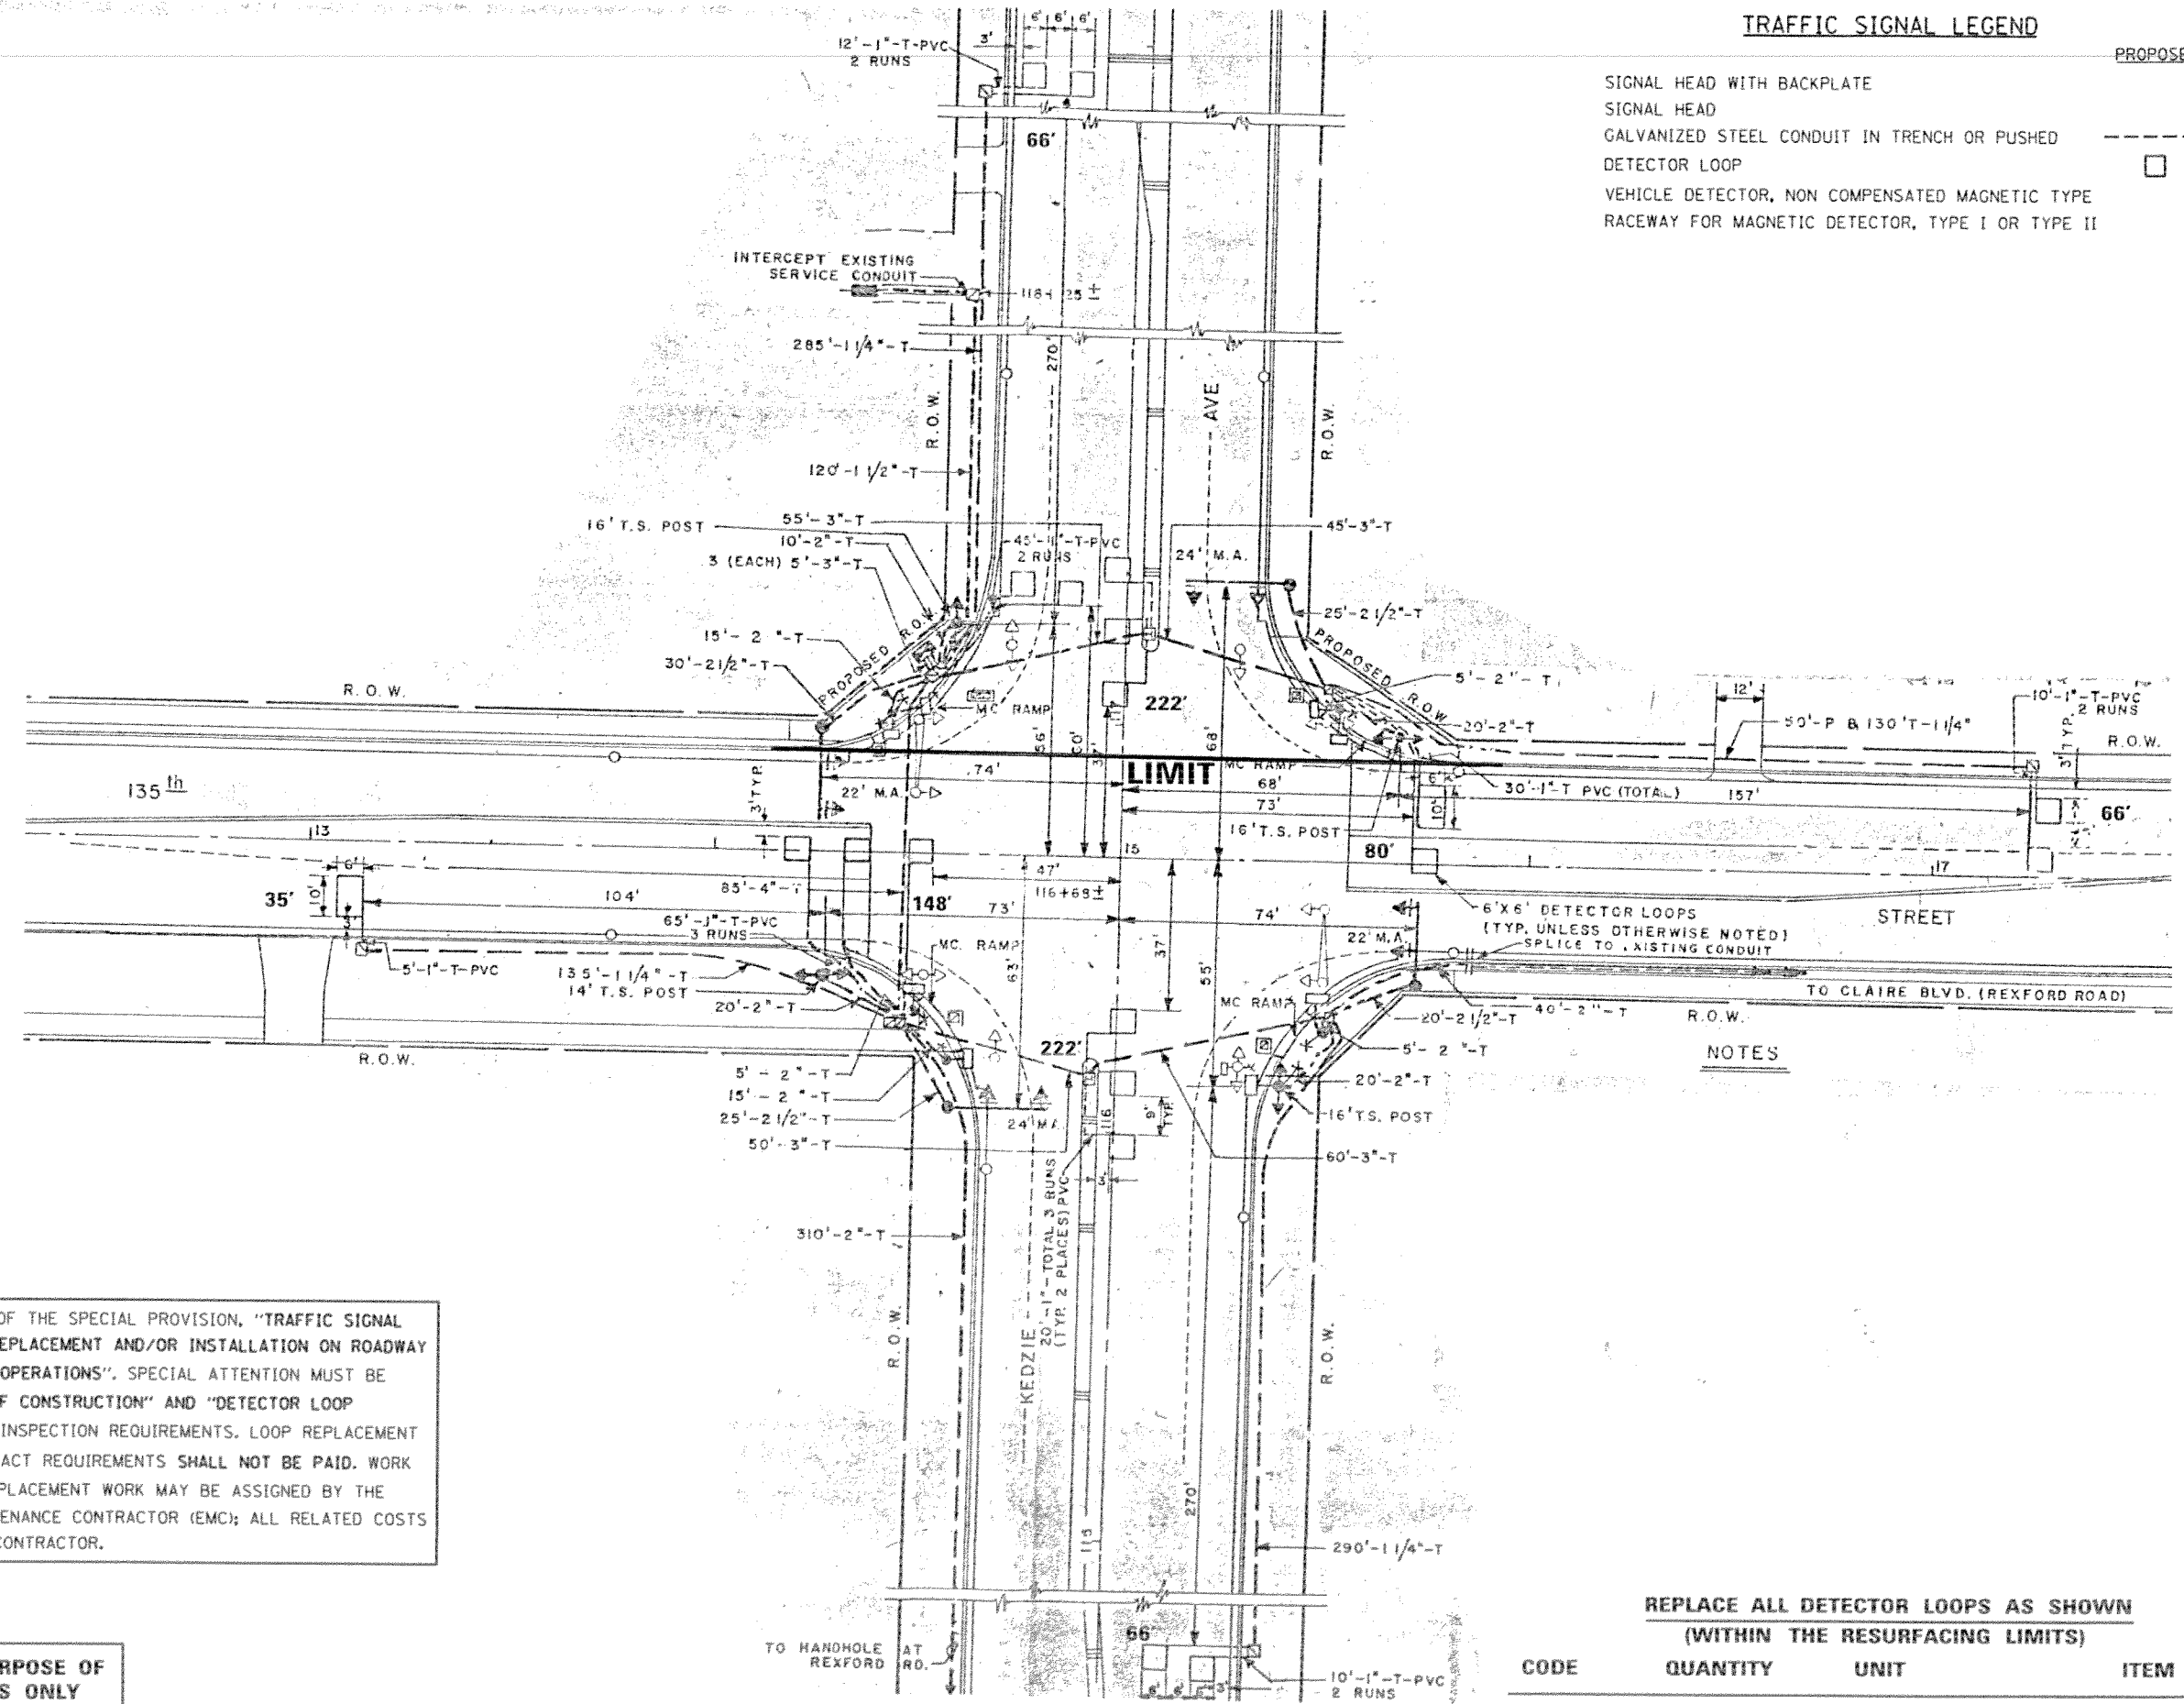 TRAFFIC SIGNAL LEGEND
PROPOSE
SIGNAL HEAD WITH BACKPLATE
SIGNAL HEAD
GALVANIZED STEEL CONDUIT IN TRENCH OR PUSHED
DETECTOR LOOP
VEHICLE DETECTOR, NON COMPENSATED MAGNETIC TYPE
RACEWAY FOR MAGNETIC DETECTOR, TYPE I OR TYPE II
6' 6' 6'
3'
12'-1"-T-PVC
2 RUNS
66'
INTERCEPT EXISTING
SERVICE CONDUIT
118+ 25 ±
285'-1 1/4"-T
270'
AVE.
R.O.W.
R.O.W.
120'-1 1/2"-T
16' T.S. POST
55'-3"-T
10'-2"-T
3 (EACH) 5'-3"-T
45'-1"-T-PVC
2 RUNS
45'-3"-T
24' M.A.
25'-2 1/2"-T
15'- 2 "-T
30'-2 1/2"-T
PROPOSED R.O.W.
PROPOSED R.O.W.
5'-2"-T
20'-2"-T
R.O.W.
MC RAMP
222'
56'
60'
37'
68'
12'
10'-1"-T-PVC
2 RUNS
50'-P & 130'T-1 1/4"
3' TYP.
R.O.W.
135th
74'
LIMIT
MC RAMP
68'
73'
6'
10'
30'-1"-T PVC (TOTAL)
157'
66'
3' TYP.
22' M.A.
16' T.S. POST
80'
113
15
17
6'
10'
35'
104'
85'-4"-T
148'
47'
116+69±
73'
74'
65'-1"-T-PVC
3 RUNS
6'X6' DETECTOR LOOPS
(TYP. UNLESS OTHERWISE NOTED)
STREET
SPLICE TO EXISTING CONDUIT
22' M.A.
MC. RAMP
5'-1"-T-PVC
135'-1 1/4"-T
14' T.S. POST
20'-2"-T
63'
37'
55'
MC RAMP
TO CLAIRE BLVD. (REXFORD ROAD)
20'-2 1/2"-T
40'-2"-T
R.O.W.
R.O.W.
222'
5'- 2 "-T
NOTES
5' - 2 "-T
15' - 2 "-T
25'-2 1/2"-T
50'-3"-T
24' M.A.
116
9'
TYP.
20'-2"-T
16' T.S. POST
60'-3"-T
3'
310'-2"-T
KEDZIE
20'-1"-TOTAL 3 RUNS
(TYP. 2 PLACES) PVC
R.O.W.
R.O.W.
OF THE SPECIAL PROVISION, "TRAFFIC SIGNAL
EPLACEMENT AND/OR INSTALLATION ON ROADWAY
OPERATIONS". SPECIAL ATTENTION MUST BE
F CONSTRUCTION" AND "DETECTOR LOOP
INSPECTION REQUIREMENTS. LOOP REPLACEMENT
ACT REQUIREMENTS SHALL NOT BE PAID. WORK
PLACEMENT WORK MAY BE ASSIGNED BY THE
ENANCE CONTRACTOR (EMC); ALL RELATED COSTS
CONTRACTOR.
270'
115
290'-1 1/4"-T
66'
TO HANDHOLE AT
REXFORD RD.
10'-1"-T-PVC
2 RUNS
RPOSE OF
S ONLY
REPLACE ALL DETECTOR LOOPS AS SHOWN
(WITHIN THE RESURFACING LIMITS)
CODE QUANTITY UNIT ITEM